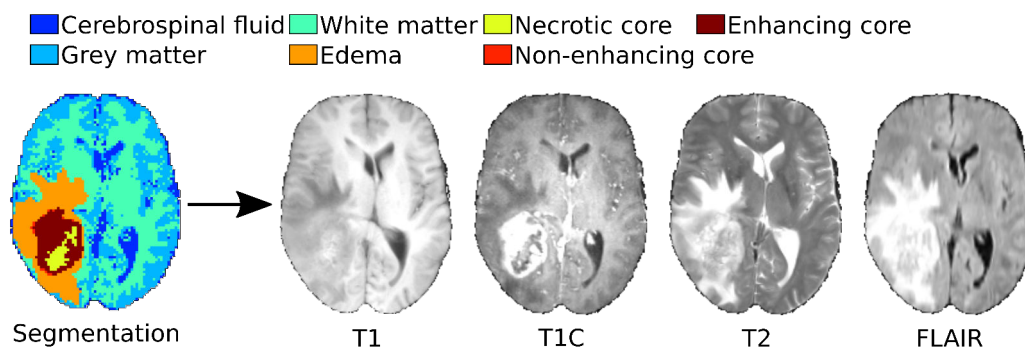 Cerebrospinal fluid White matter Necrotic core Enhancing core
Grey matter Edema Non-enhancing core
Segmentation T1 T1C T2 FLAIR